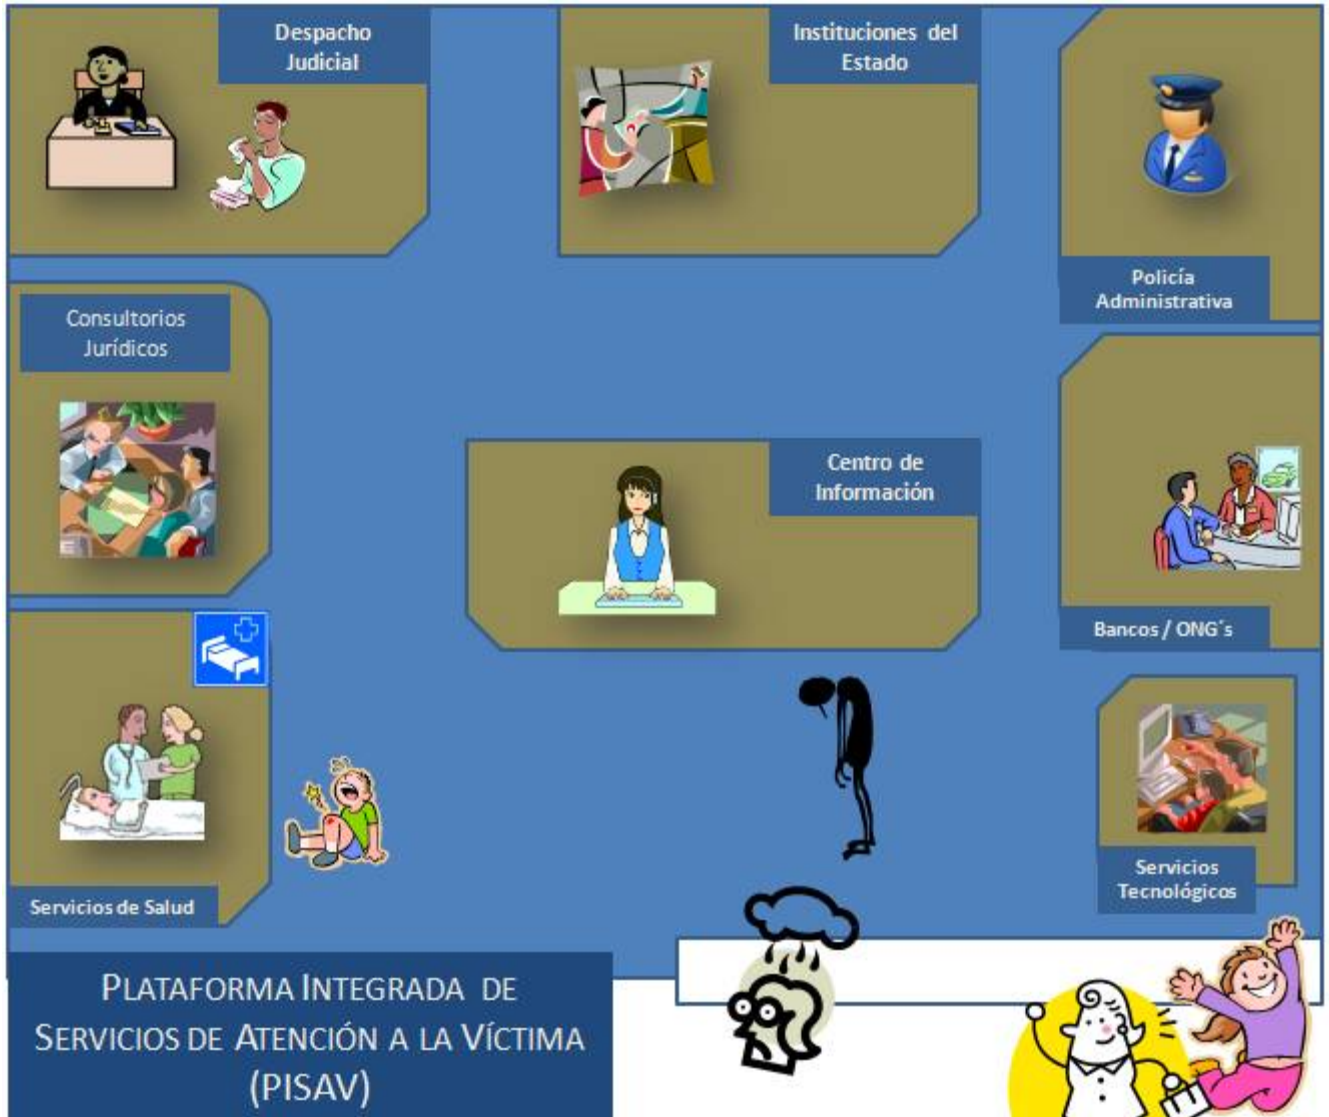 Despacho
Judicial
Instituciones del
Estado
Policía
Administrativa
Consultorios
Jurídicos
Centro de
Información
Bancos / ONG´s
Servicios de Salud
Servicios
Tecnológicos
PLATAFORMA INTEGRADA DE
SERVICIOS DE ATENCIÓN A LA VÍCTIMA
(PISAV)